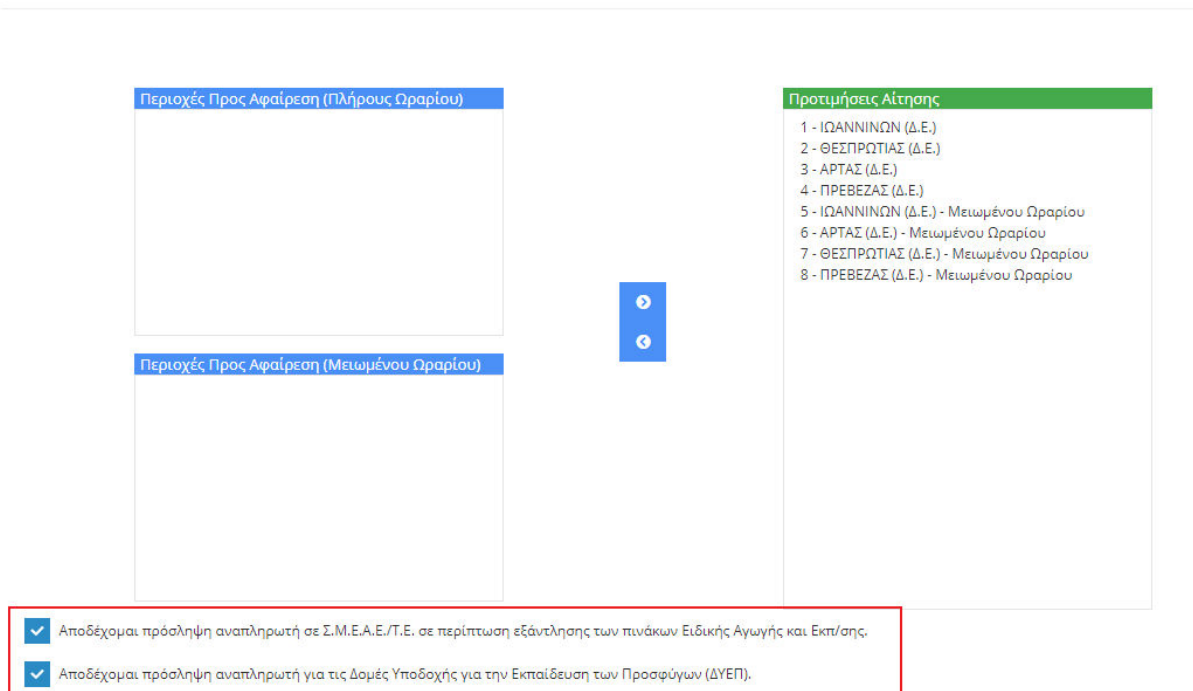 Περιοχές Προς Αφαίρεση (Πλήρους Ωραρίου)
Προτιμήσεις Αίτησης
1 - ΙΩΑΝΝΙΝΩΝ (Δ.Ε.)
2 - ΘΕΣΠΡΩΤΙΑΣ (Δ.Ε.)
3 - ΑΡΤΑΣ (Δ.Ε.)
4 - ΠΡΕΒΕΖΑΣ (Δ.Ε.)
5 - ΙΩΑΝΝΙΝΩΝ (Δ.Ε.) - Μειωμένου Ωραρίου
6 - ΑΡΤΑΣ (Δ.Ε.) - Μειωμένου Ωραρίου
7 - ΘΕΣΠΡΩΤΙΑΣ (Δ.Ε.) - Μειωμένου Ωραρίου
8 - ΠΡΕΒΕΖΑΣ (Δ.Ε.) - Μειωμένου Ωραρίου
Περιοχές Προς Αφαίρεση (Μειωμένου Ωραρίου)
Αποδέχομαι πρόσληψη αναπληρωτή σε Σ.Μ.Ε.Α.Ε./Τ.Ε. σε περίπτωση εξάντλησης των πινάκων Ειδικής Αγωγής και Εκπ/σης.
Αποδέχομαι πρόσληψη αναπληρωτή για τις Δομές Υποδοχής για την Εκπαίδευση των Προσφύγων (ΔΥΕΠ).